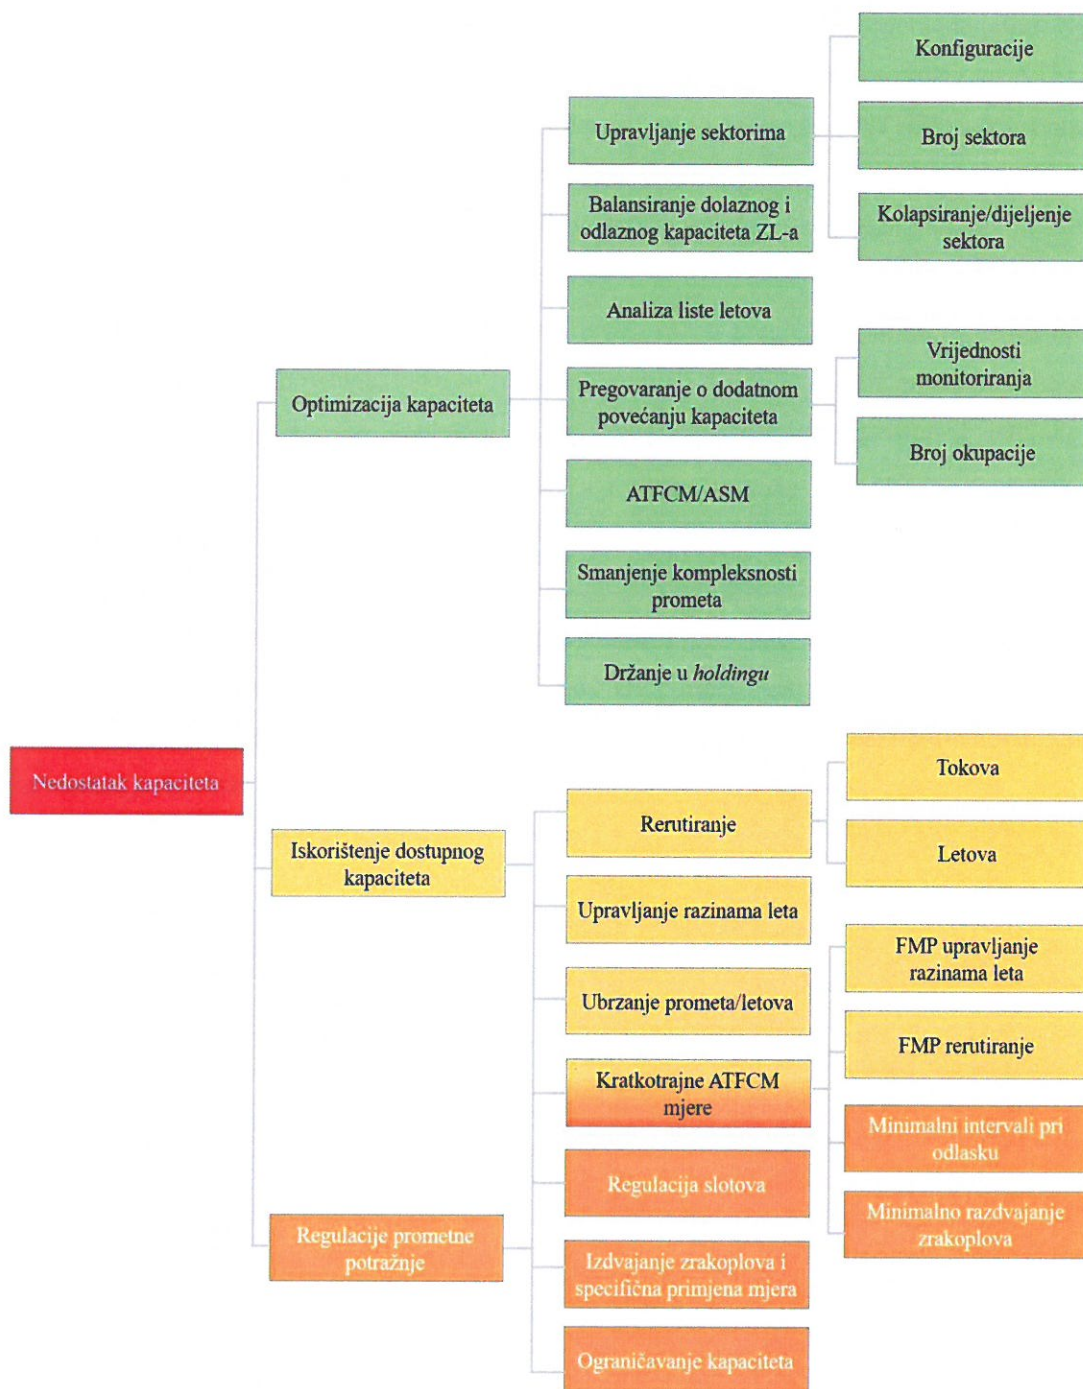 Konfiguracije
Upravljanje sektorima
Broj sektora
Balansiranje dolaznog i
odlaznog kapaciteta ZL-a
Kolapsiranje/dijeljenje
sektora
Analiza liste letova
Vrijednosti
monitoriranja
Optimizacija kapaciteta
Pregovaranje o dodatnom
povećanju kapaciteta
Broj okupacije
ATFCM/ASM
Smanjenje kompleksnosti
prometa
Držanje u holdingu
Nedostatak kapaciteta
Tokova
Rerutiranje
Iskorištenje dostupnog
kapaciteta
Letova
Upravljanje razinama leta
FMP upravljanje
razinama leta
Ubrzanje prometa/letova
FMP rerutiranje
Kratkotrajne ATFCM
mjere
Minimalni intervali pri
odlasku
Regulacija slotova
Minimalno razdvajanje
zrakoplova
Regulacije prometne
potražnje
Izdvajanje zrakoplova i
specifična primjena mjera
Ograničavanje kapaciteta